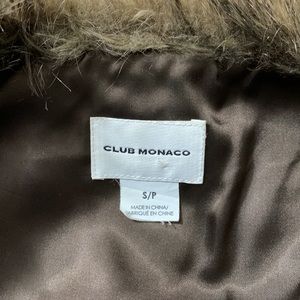 CLUB MONACO
S/P
MADE IN CHINA/
FABRIQUÉ EN CHINE